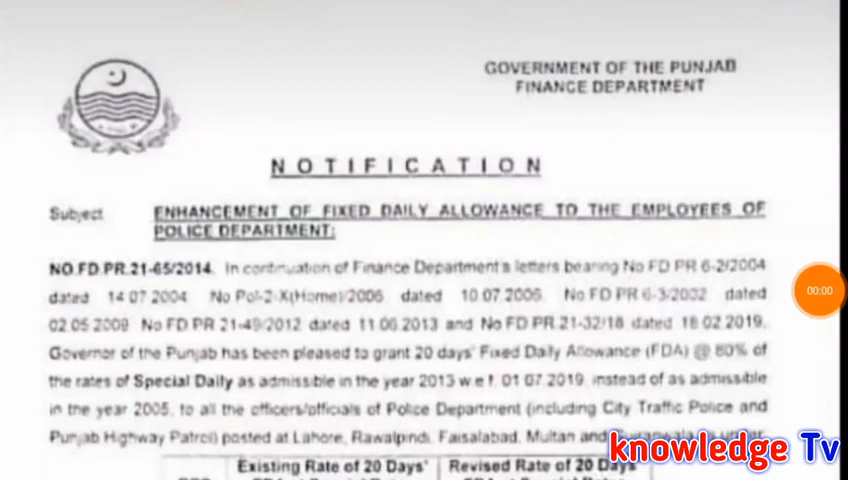 GOVERNMENT OF THE PUNJAB
FINANCE DEPARTMENT
NOTIFICATION
Subject ENHANCEMENT OF FIXED DAILY ALLOWANCE TO THE EMPLOYEES OF
POLICE DEPARTMENT:
NO.FD.PR.21-65/2014. In continuation of Finance Department's letters bearing No FD PR 6-2/2004
dated 14.07.2004 No Pol-2-X(Home)/2006 dated 10.07.2006 No FD PR 6-3/2002 dated
02.05.2009 No FD PR 21-49/2012 dated 11.06.2013 and No FD.PR.21-32/18 dated 18.02.2019,
Governor of the Punjab has been pleased to grant 20 days' Fixed Daily Allowance (FDA) @ 80% of
the rates of Special Daily as admissible in the year 2013 w.e.f. 01.07.2019, instead of as admissible
in the year 2005, to all the officers/officials of Police Department (including City Traffic Police and
Punjab Highway Patrol) posted at Lahore, Rawalpindi, Faisalabad, Multan and
knowledge Tv
Existing Rate of 20 Days' Revised Rate of 20 Days'
00:00